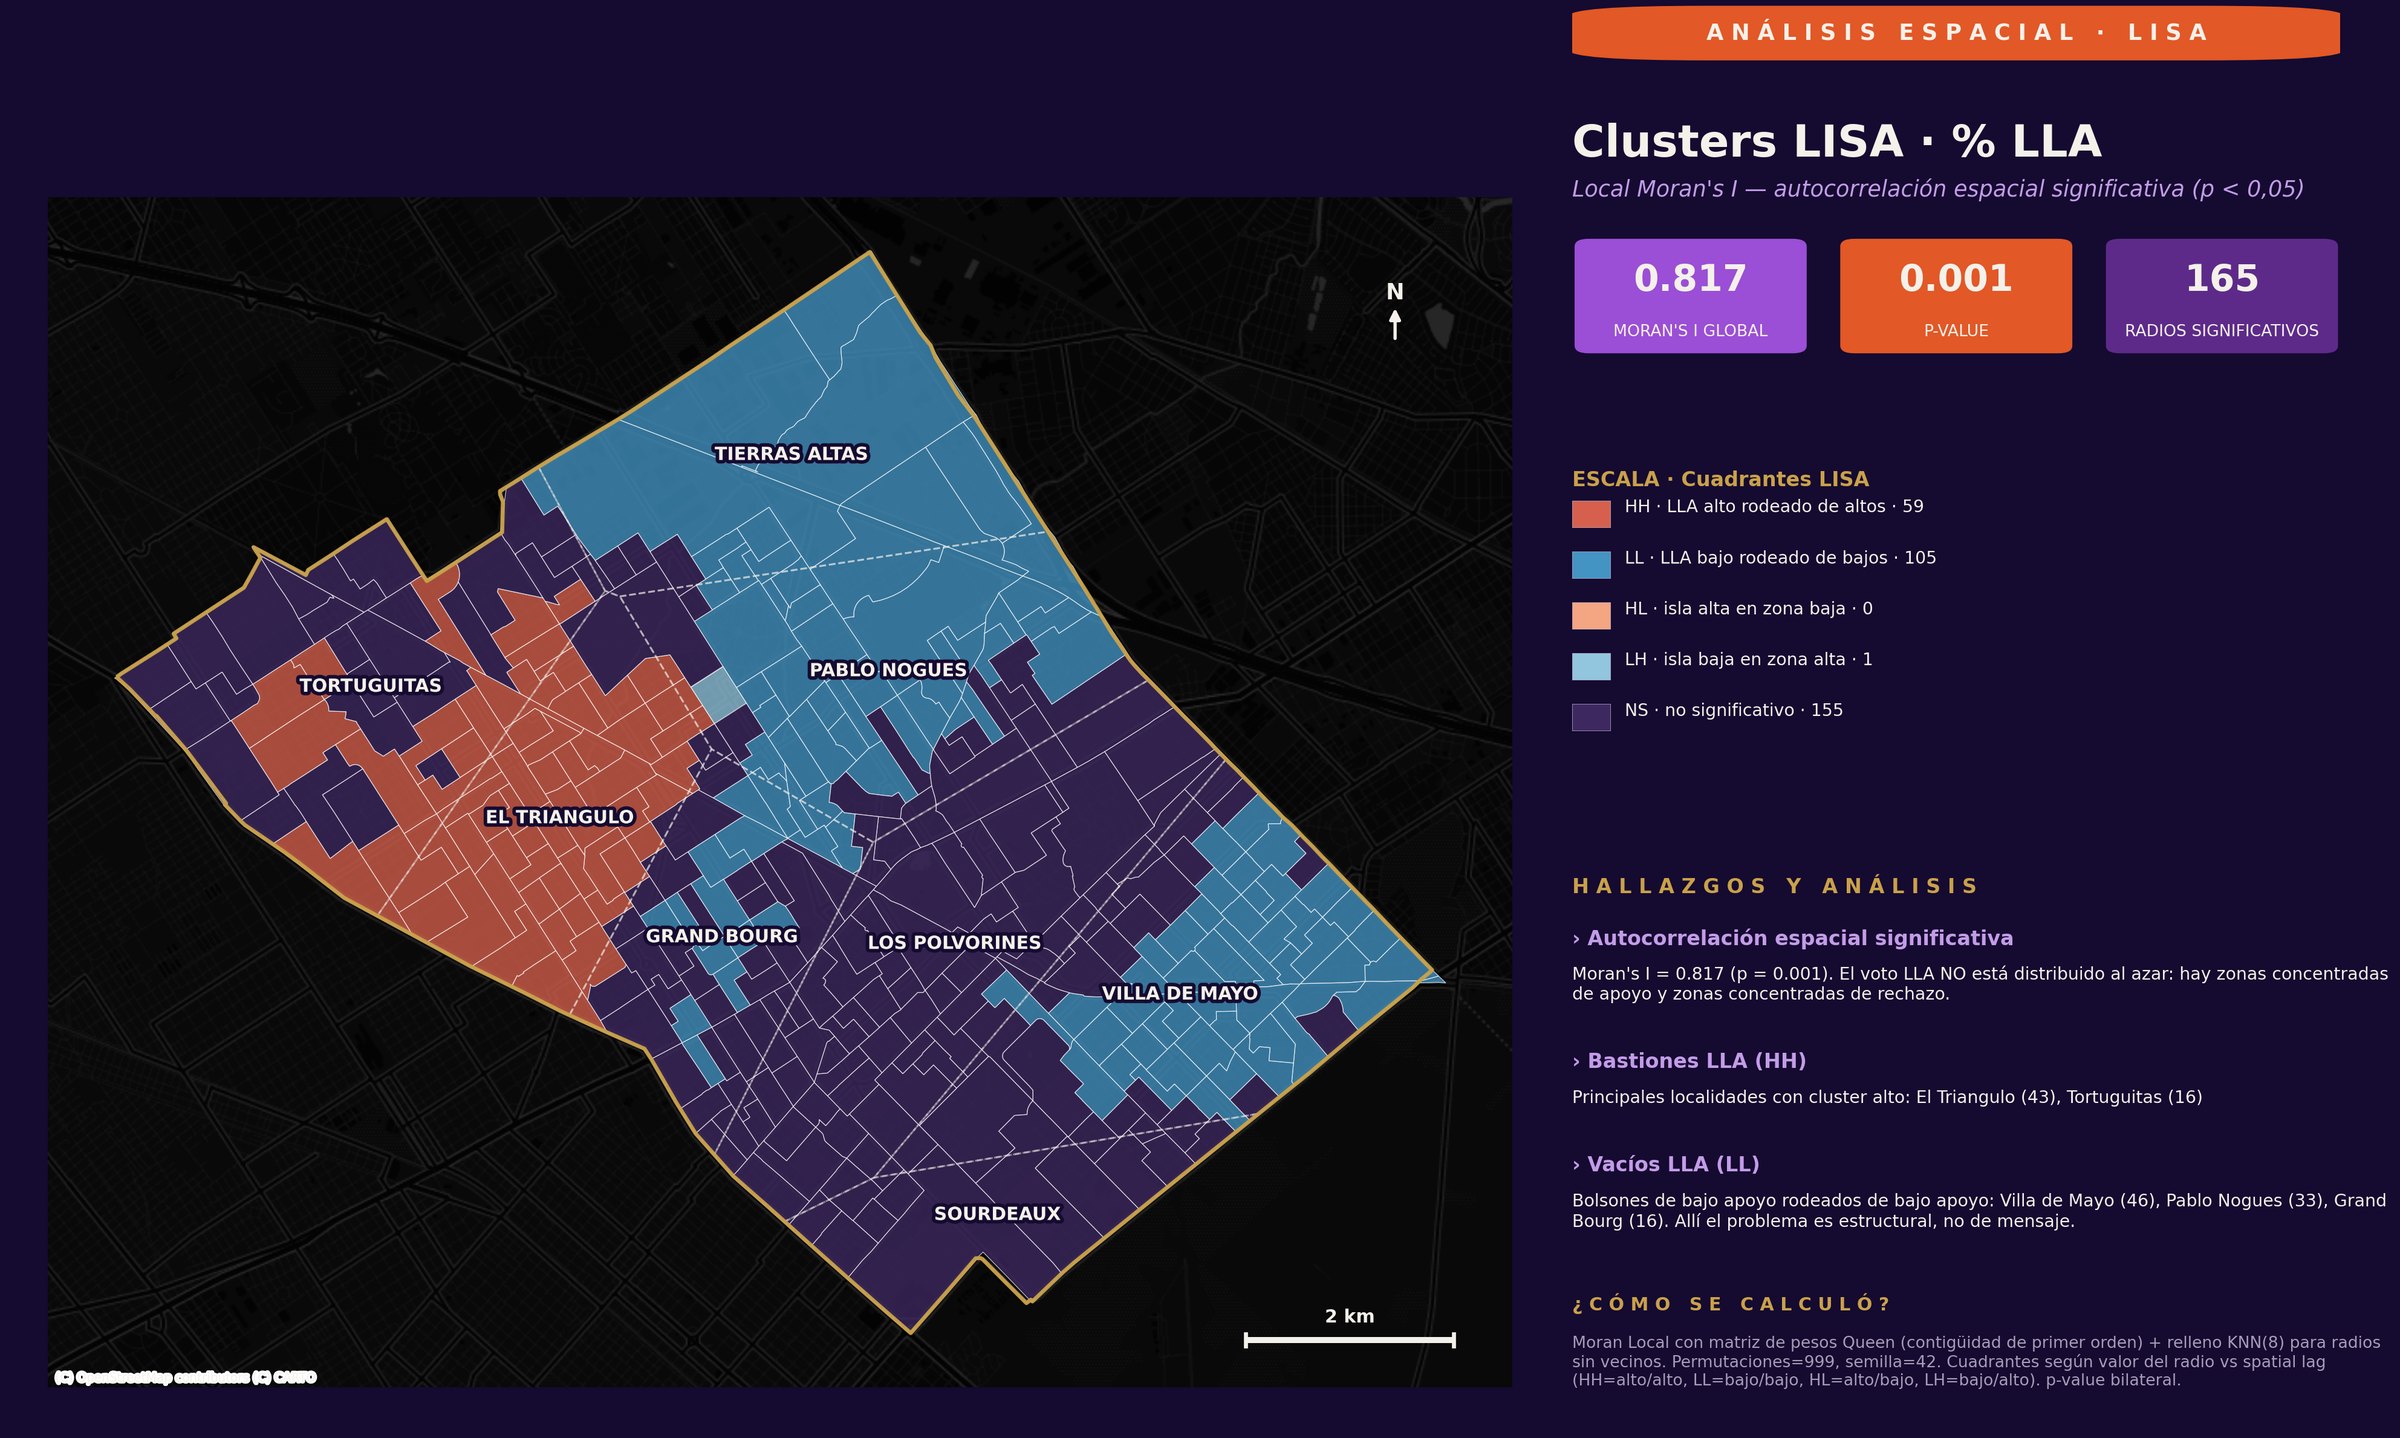 ANÁLISIS ESPACIAL · LISA
Clusters LISA · % LLA
Local Moran's I — autocorrelación espacial significativa (p < 0,05)
0.817
MORAN'S I GLOBAL
0.001
P-VALUE
165
RADIOS SIGNIFICATIVOS
N
TIERRAS ALTAS
PABLO NOGUES
TORTUGUITAS
EL TRIANGULO
GRAND BOURG
LOS POLVORINES
VILLA DE MAYO
SOURDEAUX
2 km
(C) OpenStreetMap contributors (C) CARTO
ESCALA · Cuadrantes LISA
HH · LLA alto rodeado de altos · 59
LL · LLA bajo rodeado de bajos · 105
HL · isla alta en zona baja · 0
LH · isla baja en zona alta · 1
NS · no significativo · 155
HALLAZGOS Y ANÁLISIS
› Autocorrelación espacial significativa
Moran's I = 0.817 (p = 0.001). El voto LLA NO está distribuido al azar: hay zonas concentradas
de apoyo y zonas concentradas de rechazo.
› Bastiones LLA (HH)
Principales localidades con cluster alto: El Triangulo (43), Tortuguitas (16)
› Vacíos LLA (LL)
Bolsones de bajo apoyo rodeados de bajo apoyo: Villa de Mayo (46), Pablo Nogues (33), Grand
Bourg (16). Allí el problema es estructural, no de mensaje.
¿CÓMO SE CALCULÓ?
Moran Local con matriz de pesos Queen (contigüidad de primer orden) + relleno KNN(8) para radios
sin vecinos. Permutaciones=999, semilla=42. Cuadrantes según valor del radio vs spatial lag
(HH=alto/alto, LL=bajo/bajo, HL=alto/bajo, LH=bajo/alto). p-value bilateral.